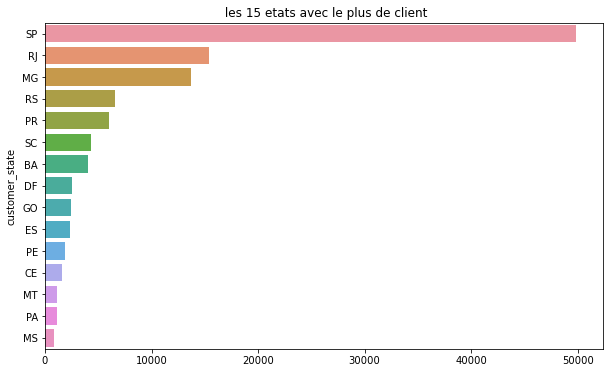 les 15 etats avec le plus de client
SP
RJ
MG
RS
PR
SC
BA
DF
GO
ES
PE
CE
MT
PA
MS
customer_state
0 10000 20000 30000 40000 50000